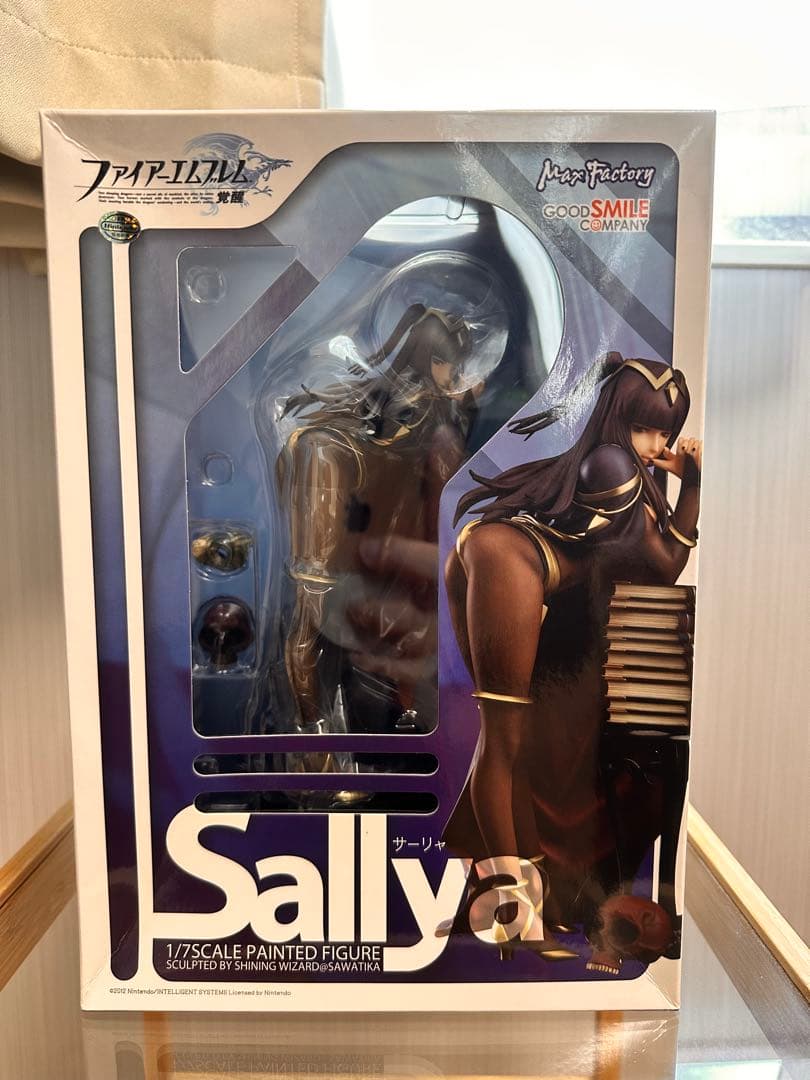 ファイアーエムブレム
覚醒
Max Factory
GOOD SMILE
COMPANY
サーリャ
Sallya
1/7SCALE PAINTED FIGURE
SCULPTED BY SHINING WIZARD@SAWATIKA
©2012 Nintendo/INTELLIGENT SYSTEMS Licensed by Nintendo